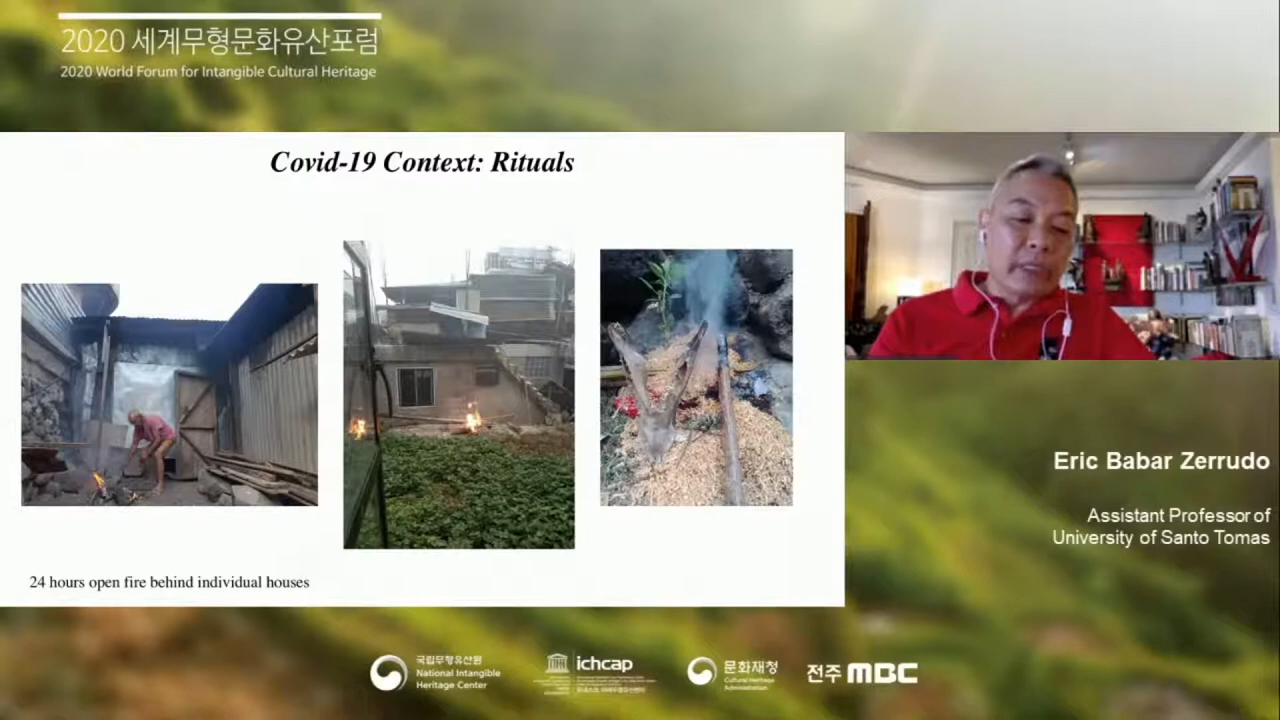 2020 세계무형문화유산포럼
2020 World Forum for Intangible Cultural Heritage
Covid-19 Context: Rituals
24 hours open fire behind individual houses
Eric Babar Zerrudo
Assistant Professor of
University of Santo Tomas
국립무형유산원
National Intangible
Heritage Center
ichcap
문화재청
Cultural Heritage
Administration
전주 MBC